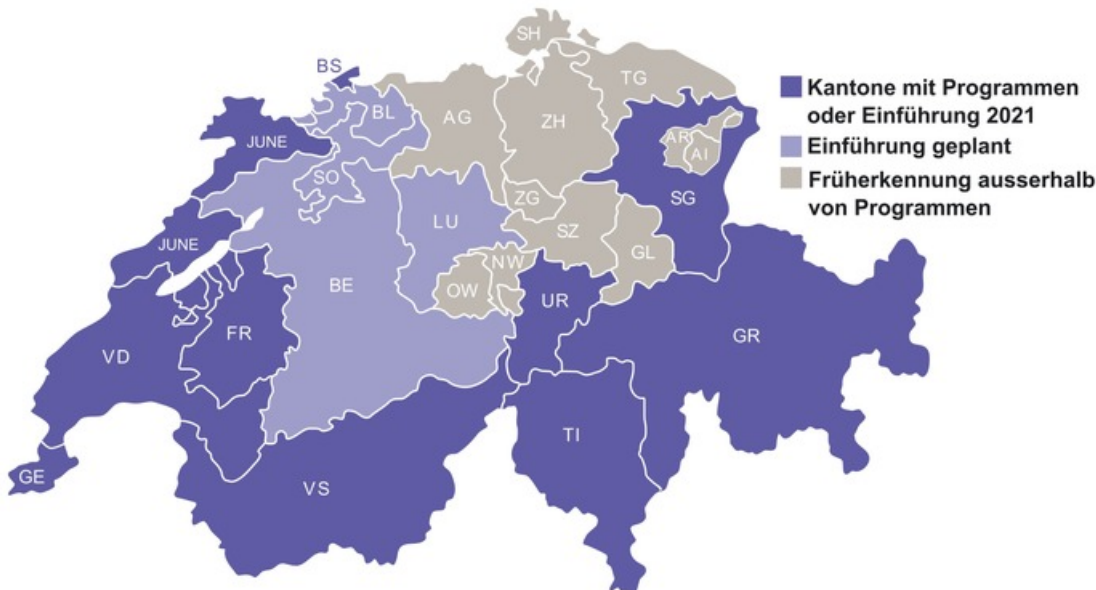 SH
BS
TG
BL
AG
ZH
JUNE
AR
AI
SO
ZG
SG
LU
SZ
JUNE
GL
NW
BE
OW
UR
FR
GR
VD
TI
GE
VS
Kantone mit Programmen
oder Einführung 2021
Einführung geplant
Früherkennung ausserhalb
von Programmen